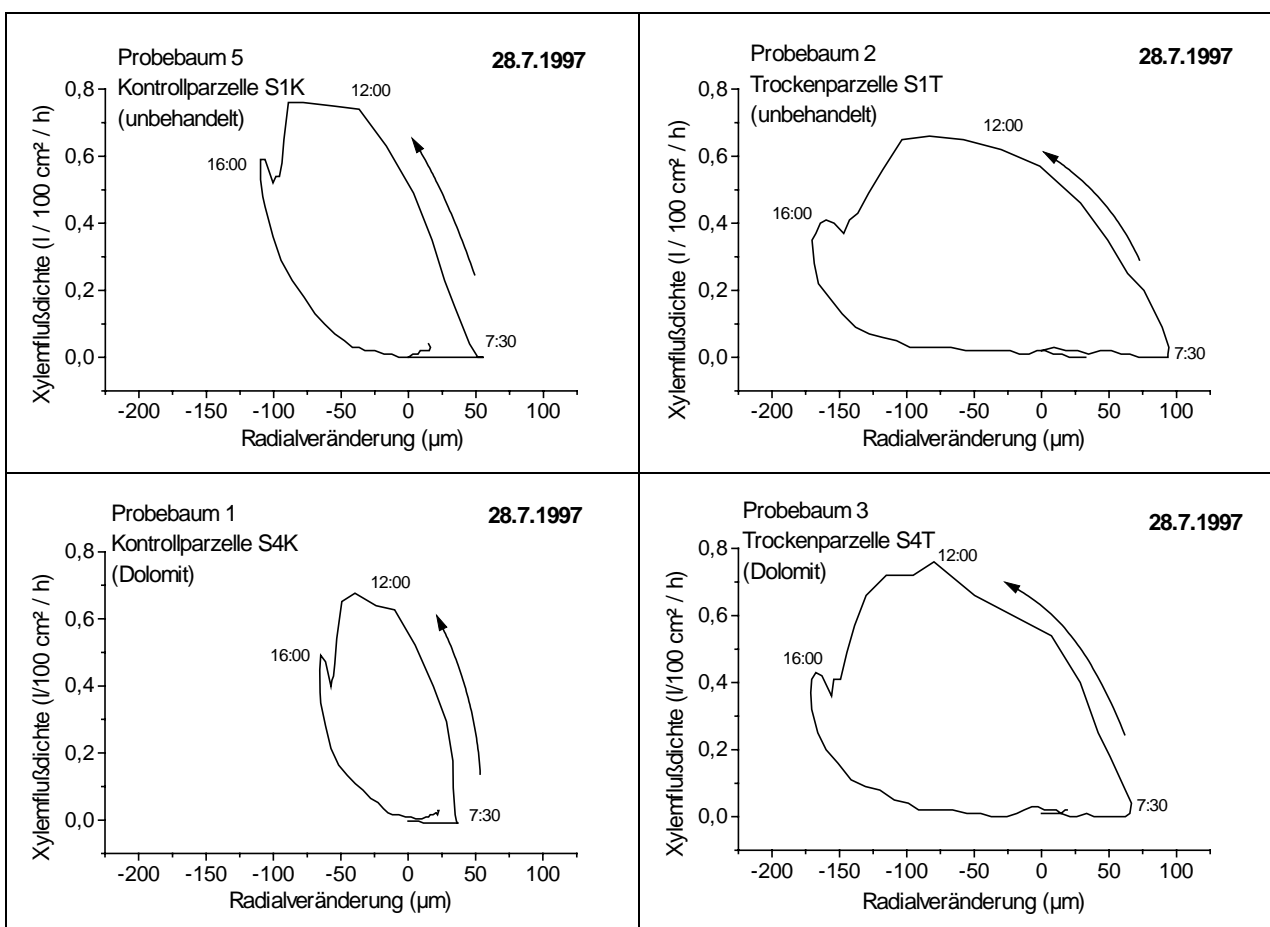 Probebaum 5
Kontrollparzelle S1K
(unbehandelt)
28.7.1997
12:00
16:00
7:30
0,8
0,6
0,4
0,2
0,0
Xylemflußdichte (l / 100 cm² / h)
-200 -150 -100 -50 0 50 100
Radialveränderung (µm)
Probebaum 2
Trockenparzelle S1T
(unbehandelt)
28.7.1997
12:00
16:00
7:30
0,8
0,6
0,4
0,2
0,0
Xylemflußdichte (l / 100 cm² / h)
-200 -150 -100 -50 0 50 100
Radialveränderung (µm)
Probebaum 1
Kontrollparzelle S4K
(Dolomit)
28.7.1997
12:00
16:00
7:30
0,8
0,6
0,4
0,2
0,0
Xylemflußdichte (l/100 cm² / h)
-200 -150 -100 -50 0 50 100
Radialveränderung (µm)
Probebaum 3
Trockenparzelle S4T
(Dolomit)
28.7.1997
12:00
16:00
7:30
0,8
0,6
0,4
0,2
0,0
Xylemflußdichte (l/100 cm² / h)
-200 -150 -100 -50 0 50 100
Radialveränderung (µm)